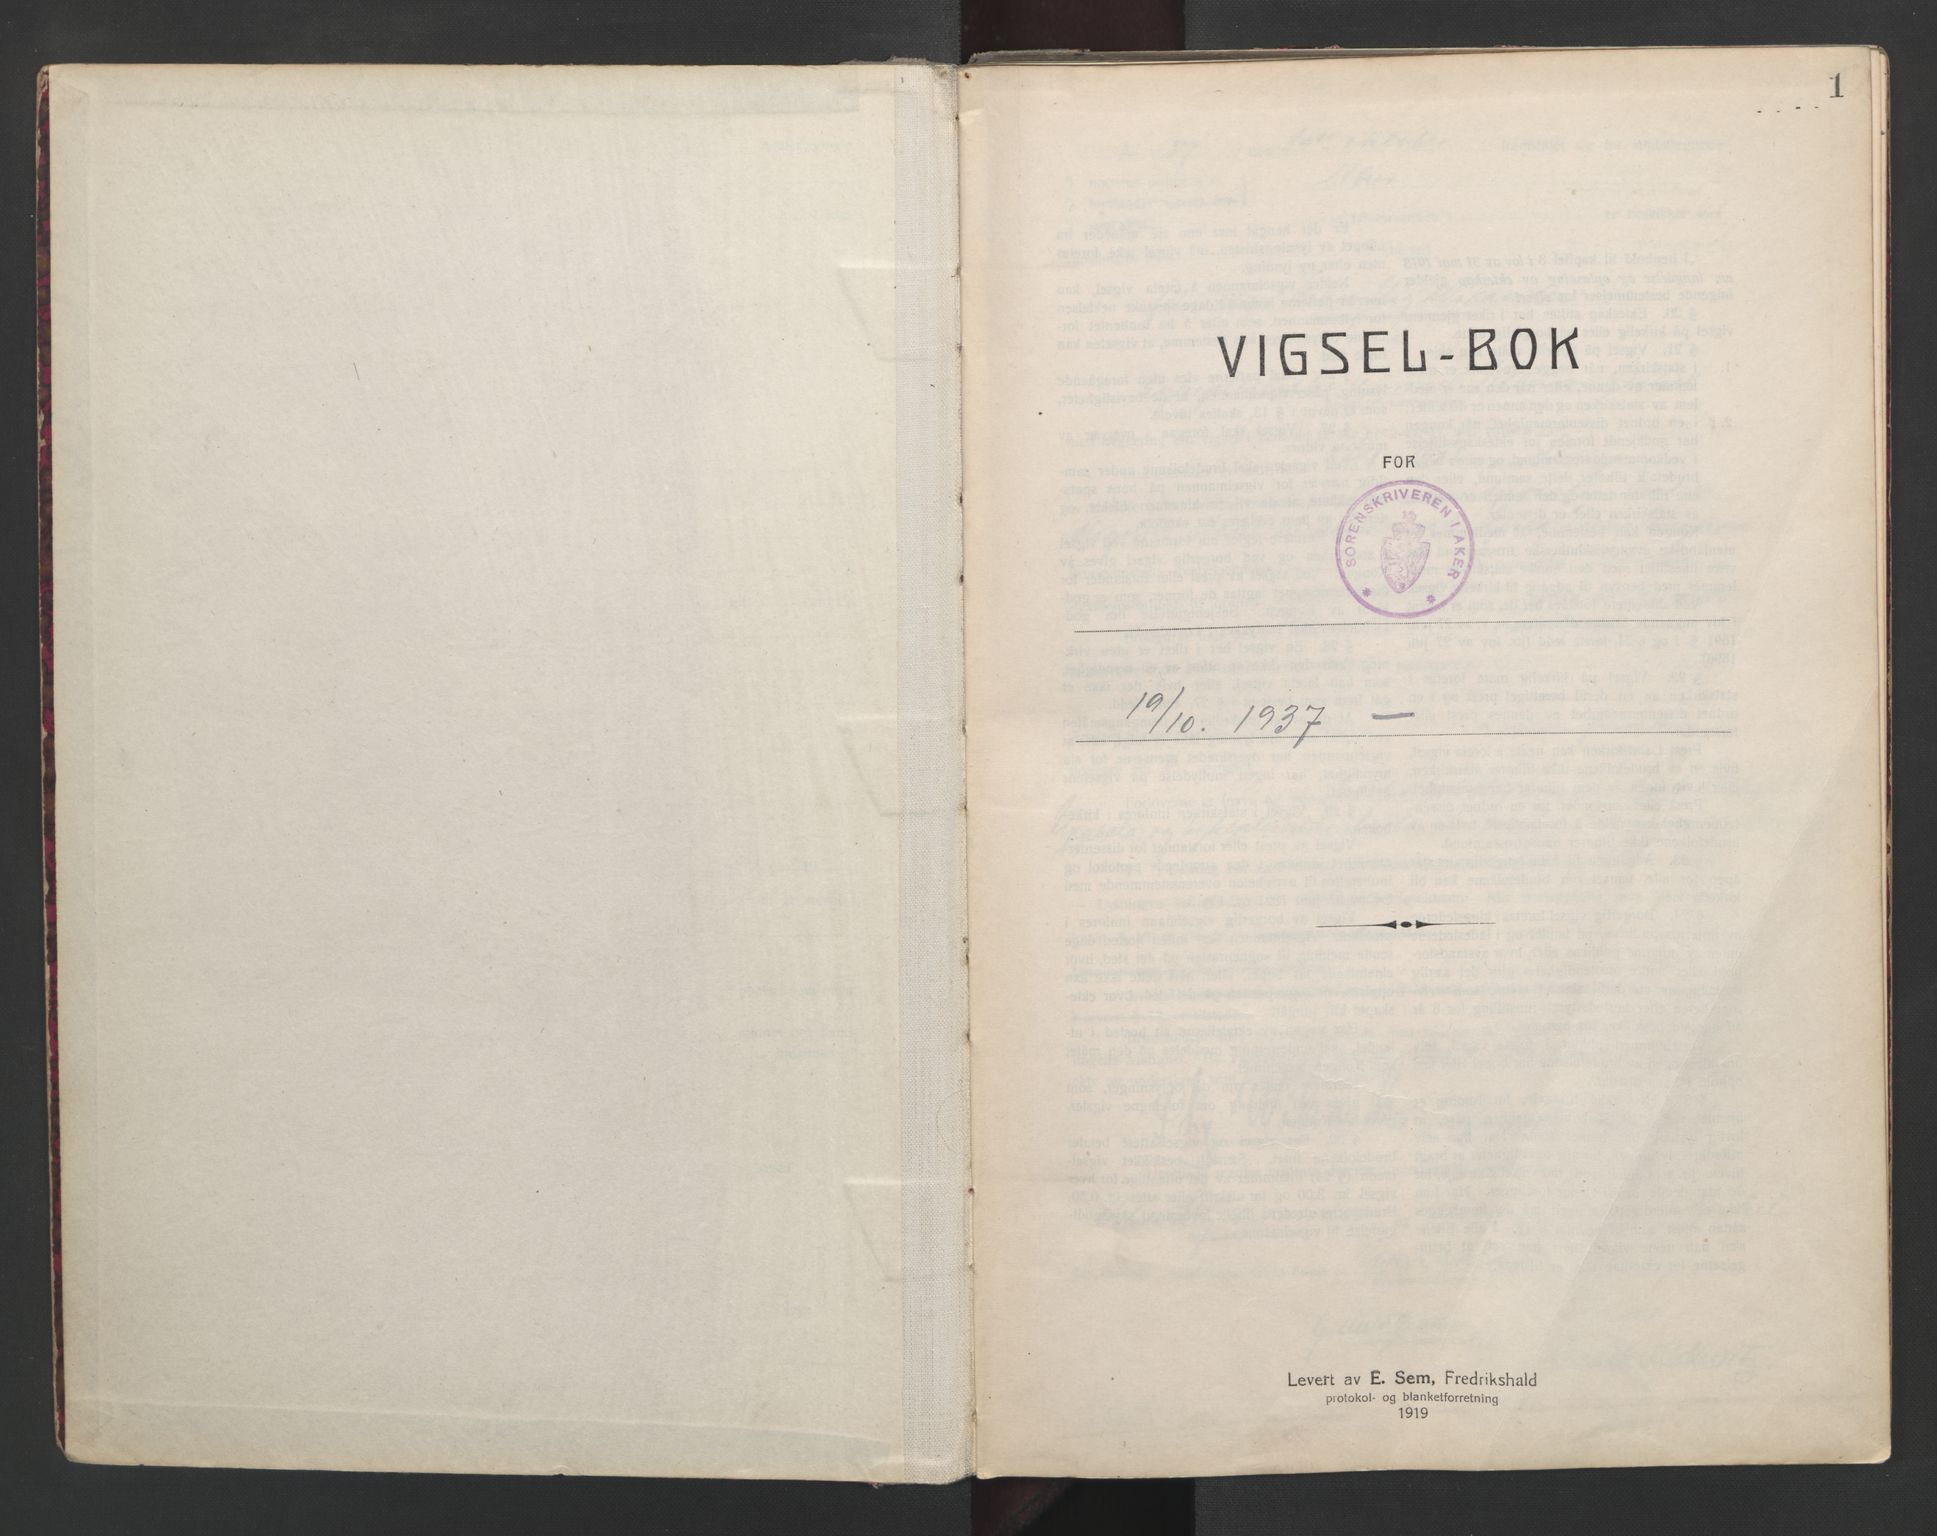 1
VIGSEL-BOK
FOR
SORENSKRIVEREN I AKER
19/10. 1937 —
Levert av E. Sem, Fredrikshald
protokol- og blanketforretning
1919